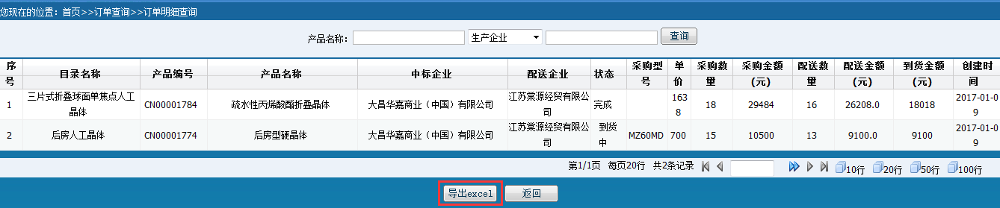 您现在的位置：首页>>订单查询>>订单明细查询
产品名称： 生产企业 查询
序号 目录名称 产品编号 产品名称 中标企业 配送企业 状态 采购型号 单价 采购数量 采购金额(元) 配送数量 配送金额(元) 到货金额(元) 创建时间
1 三片式折叠球面单焦点人工晶体 CN00001784 疏水性丙烯酸酯折叠晶体 大昌华嘉商业（中国）有限公司 江苏棠源经贸有限公司 完成 1638 18 29484 16 26208.0 18018 2017-01-09
2 后房人工晶体 CN00001774 后房型硬晶体 大昌华嘉商业（中国）有限公司 江苏棠源经贸有限公司 到货中 MZ60MD 700 15 10500 13 9100.0 9100 2017-01-09
第1/1页 每页20行 共2条记录 10行 20行 50行 100行
导出excel 返回